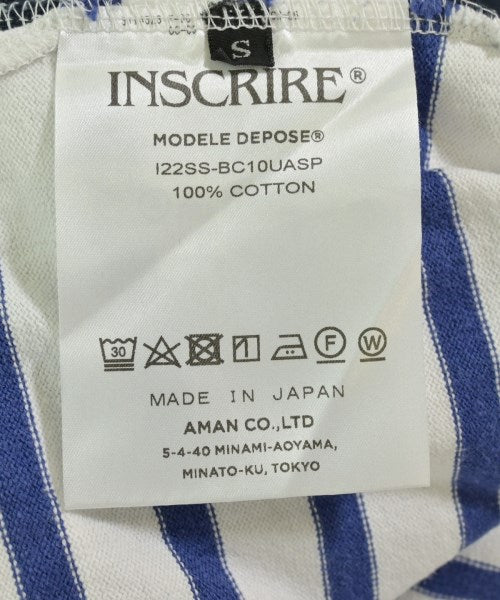 S
INSCRIRE®
MODELE DEPOSE®
I22SS-BC10UASP
100% COTTON
30 F W
MADE IN JAPAN
AMAN CO.,LTD
5-4-40 MINAMI-AOYAMA,
MINATO-KU, TOKYO